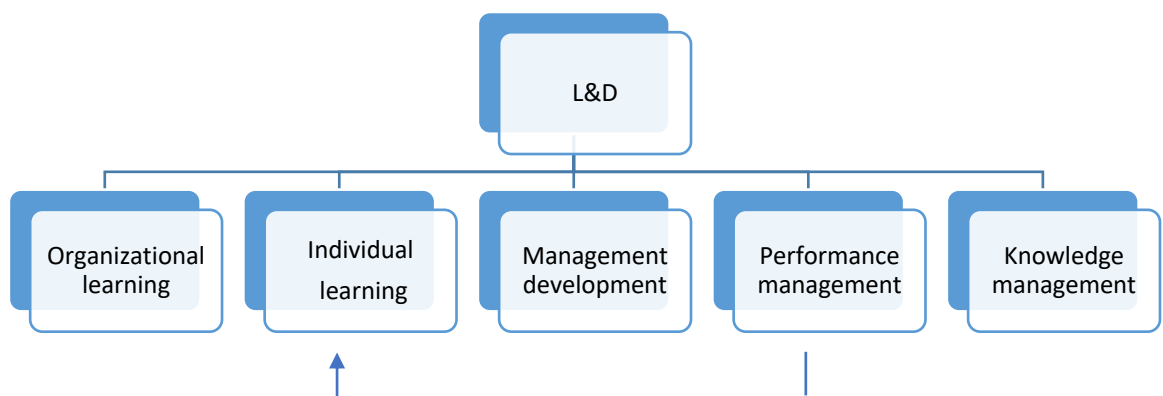 L&D
Organizational
learning
Individual
learning
Management
development
Performance
management
Knowledge
management